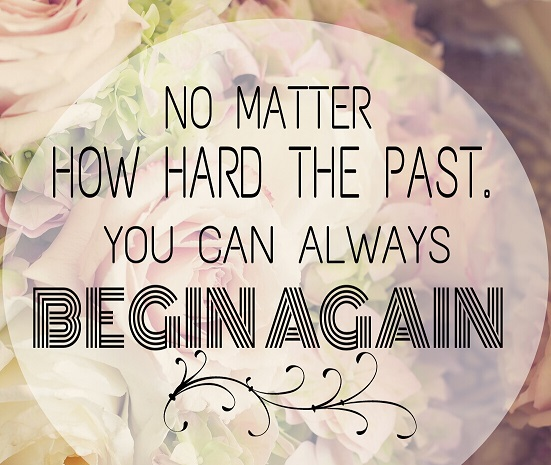 NO MATTER
HOW HARD THE PAST.
YOU CAN ALWAYS
BEGIN AGAIN